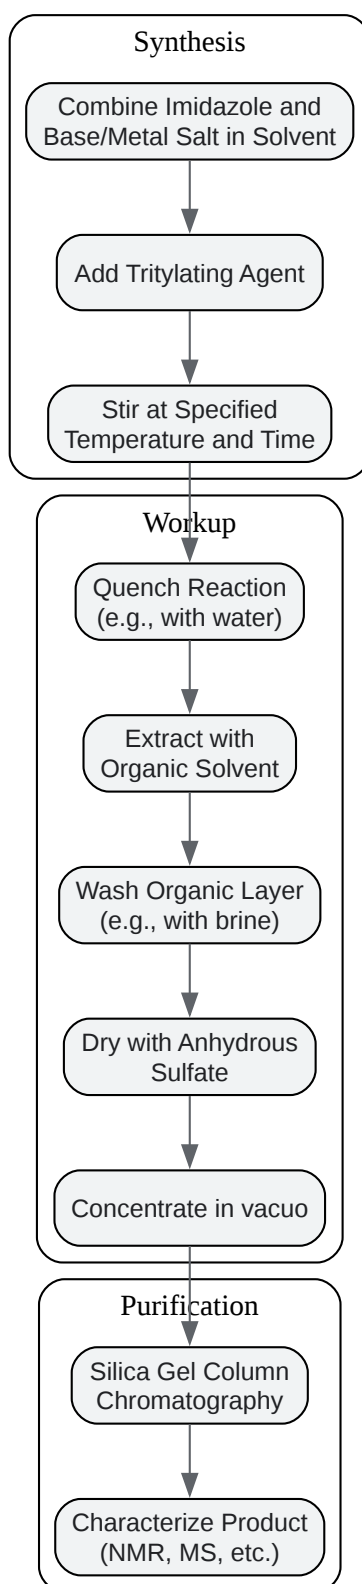 Synthesis
Combine Imidazole and
Base/Metal Salt in Solvent
Add Tritylating Agent
Stir at Specified
Temperature and Time
Workup
Quench Reaction
(e.g., with water)
Extract with
Organic Solvent
Wash Organic Layer
(e.g., with brine)
Dry with Anhydrous
Sulfate
Concentrate in vacuo
Purification
Silica Gel Column
Chromatography
Characterize Product
(NMR, MS, etc.)